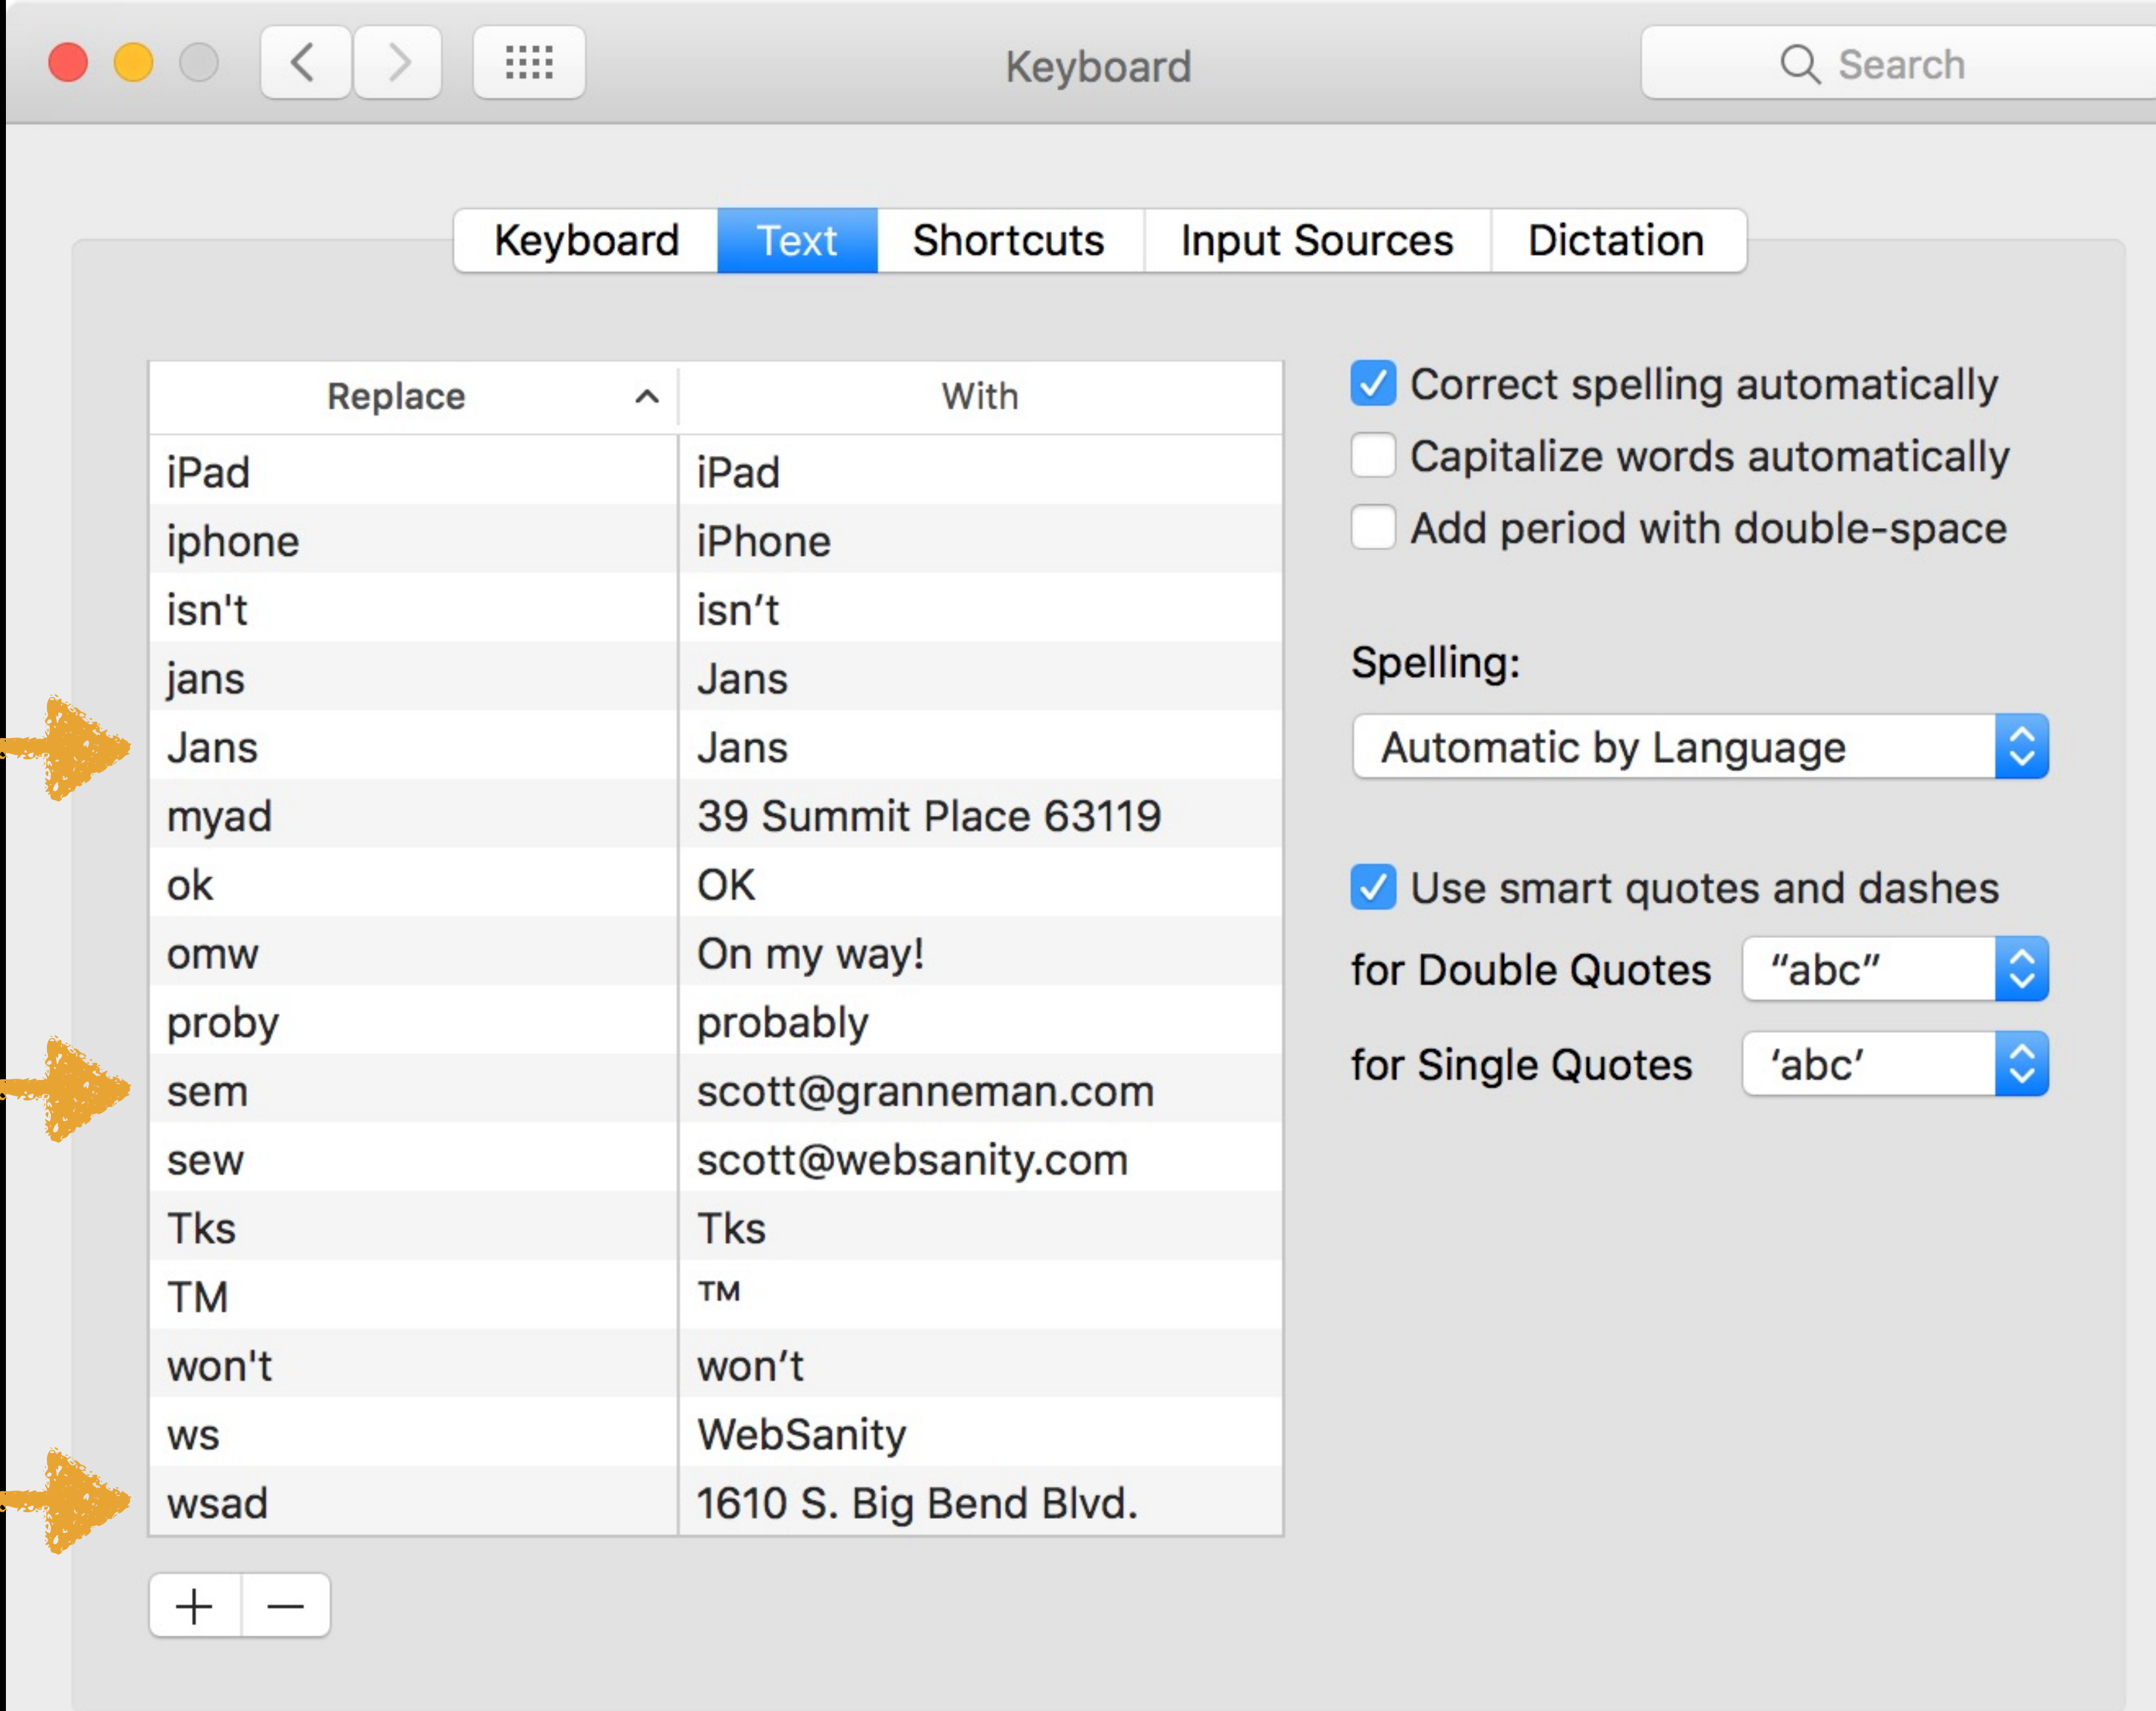 Keyboard
Search
Keyboard Text Shortcuts Input Sources Dictation
Replace With
iPad iPad
iphone iPhone
isn't isn’t
jans Jans
Jans Jans
myad 39 Summit Place 63119
ok OK
omw On my way!
proby probably
sem scott@granneman.com
sew scott@websanity.com
Tks Tks
TM ™
won't won’t
ws WebSanity
wsad 1610 S. Big Bend Blvd.
Correct spelling automatically
Capitalize words automatically
Add period with double-space
Spelling:
Automatic by Language
Use smart quotes and dashes
for Double Quotes “abc”
for Single Quotes ‘abc’